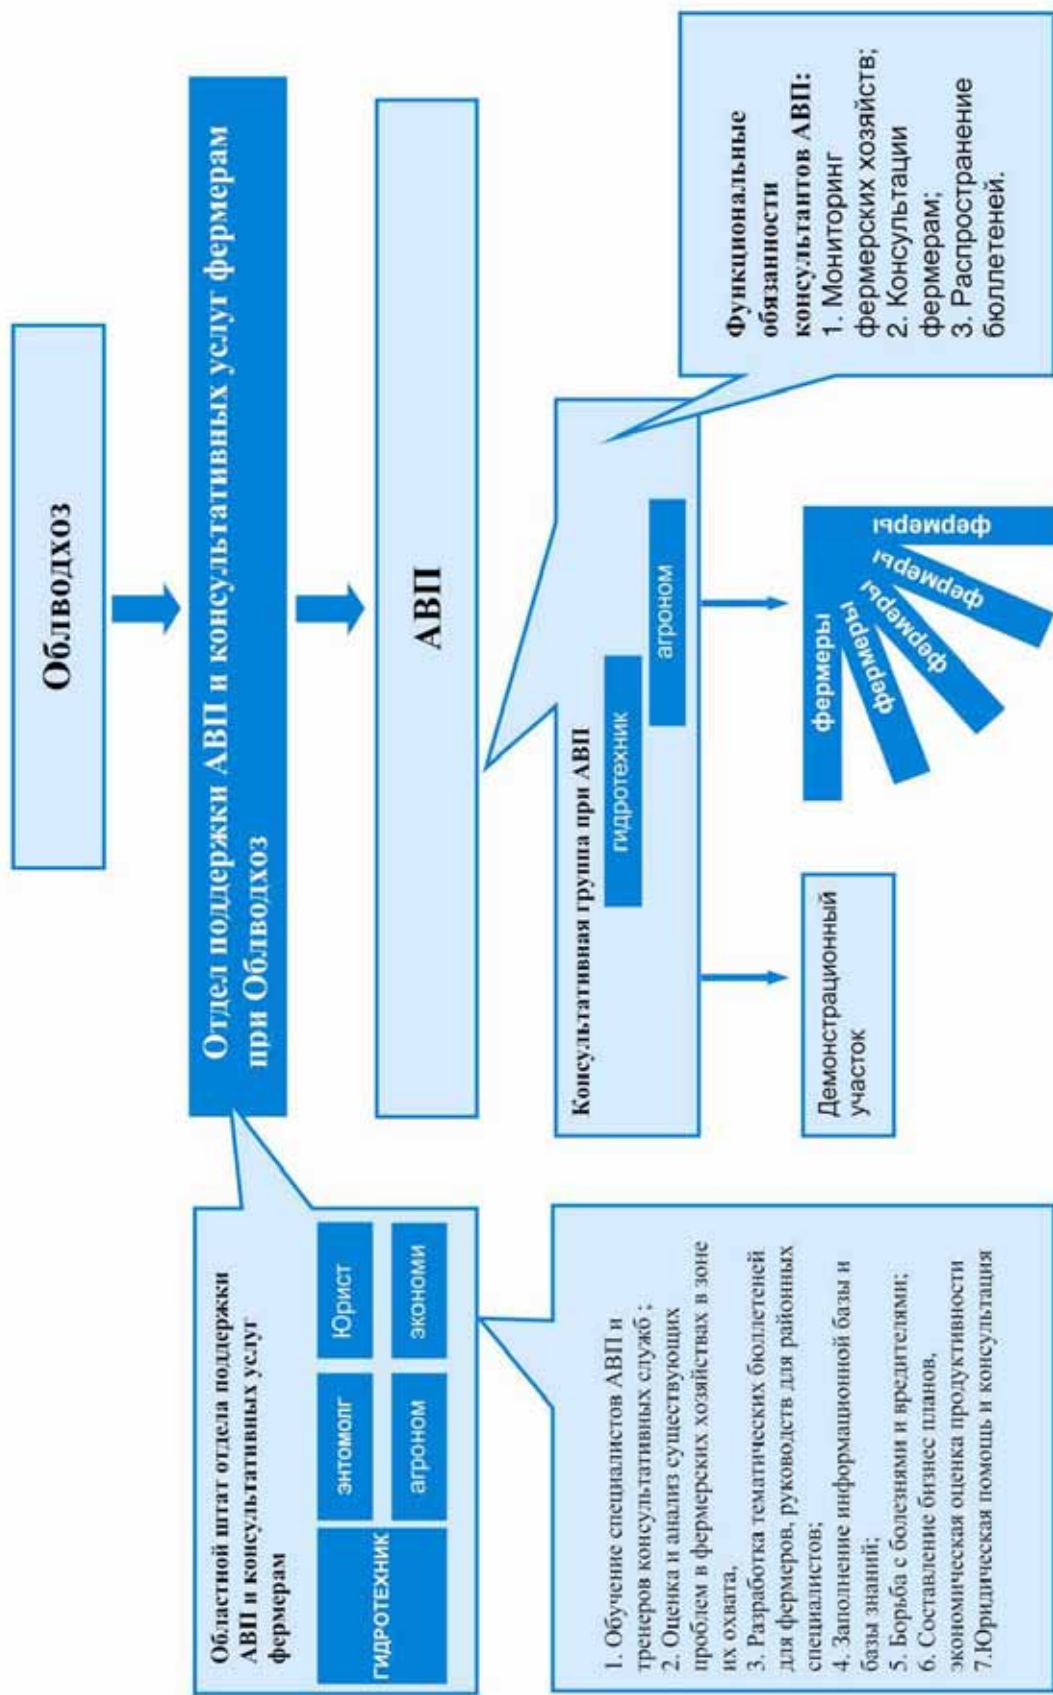 Облводхоз
Отдел поддержки АВП и консультативных услуг фермерам
при Облводхоз
АВП
Областной штат отдела поддержки
АВП и консультативных услуг
фермерам
ГИДРОТЕХНИК
энтомолг
Юрист
агроном
экономи
1. Обучение специалистов АВП и
тренеров консультативных служб ;
2. Оценка и анализ существующих
проблем в фермерских хозяйствах в зоне
их охвата,
3. Разработка тематических бюллетеней
для фермеров, руководств для районных
специалистов;
4. Заполнение информационной базы и
базы знаний;
5. Борьба с болезнями и вредителями;
6. Составление бизнес планов,
экономическая оценка продуктивности
7.Юридическая помощь и консультация
Консультативная группа при АВП
гидротехник
агроном
Демонстрационный
участок
фермеры
фермеры
фермеры
фермеры
фермеры
Функциональные
обязанности
консультантов АВП:
1. Мониторинг
фермерских хозяйств;
2. Консультации
фермерам;
3. Распространение
бюллетеней.